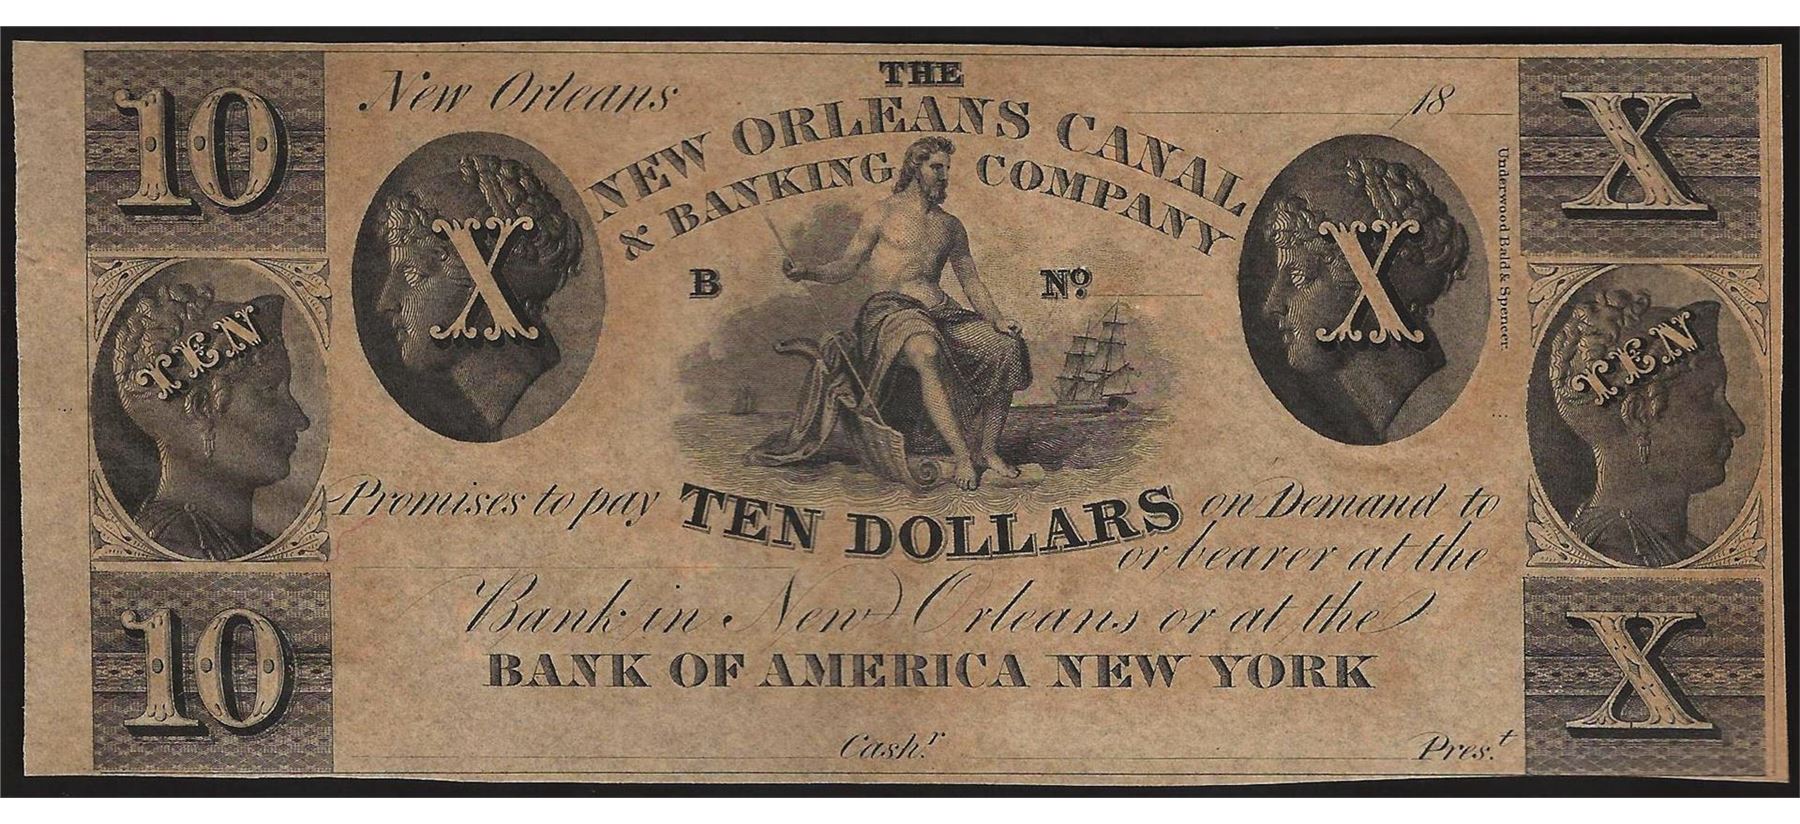 10
New Orleans 18
X
THE
NEW ORLEANS CANAL
& BANKING COMPANY
X
X
B Nº
TEN
TEN
Underwood Bald & Spencer.
Promises to pay TEN DOLLARS on Demand to
or bearer at the
Bank in New Orleans or at the
BANK OF AMERICA NEW YORK
10
Cashr.
Prest.
X